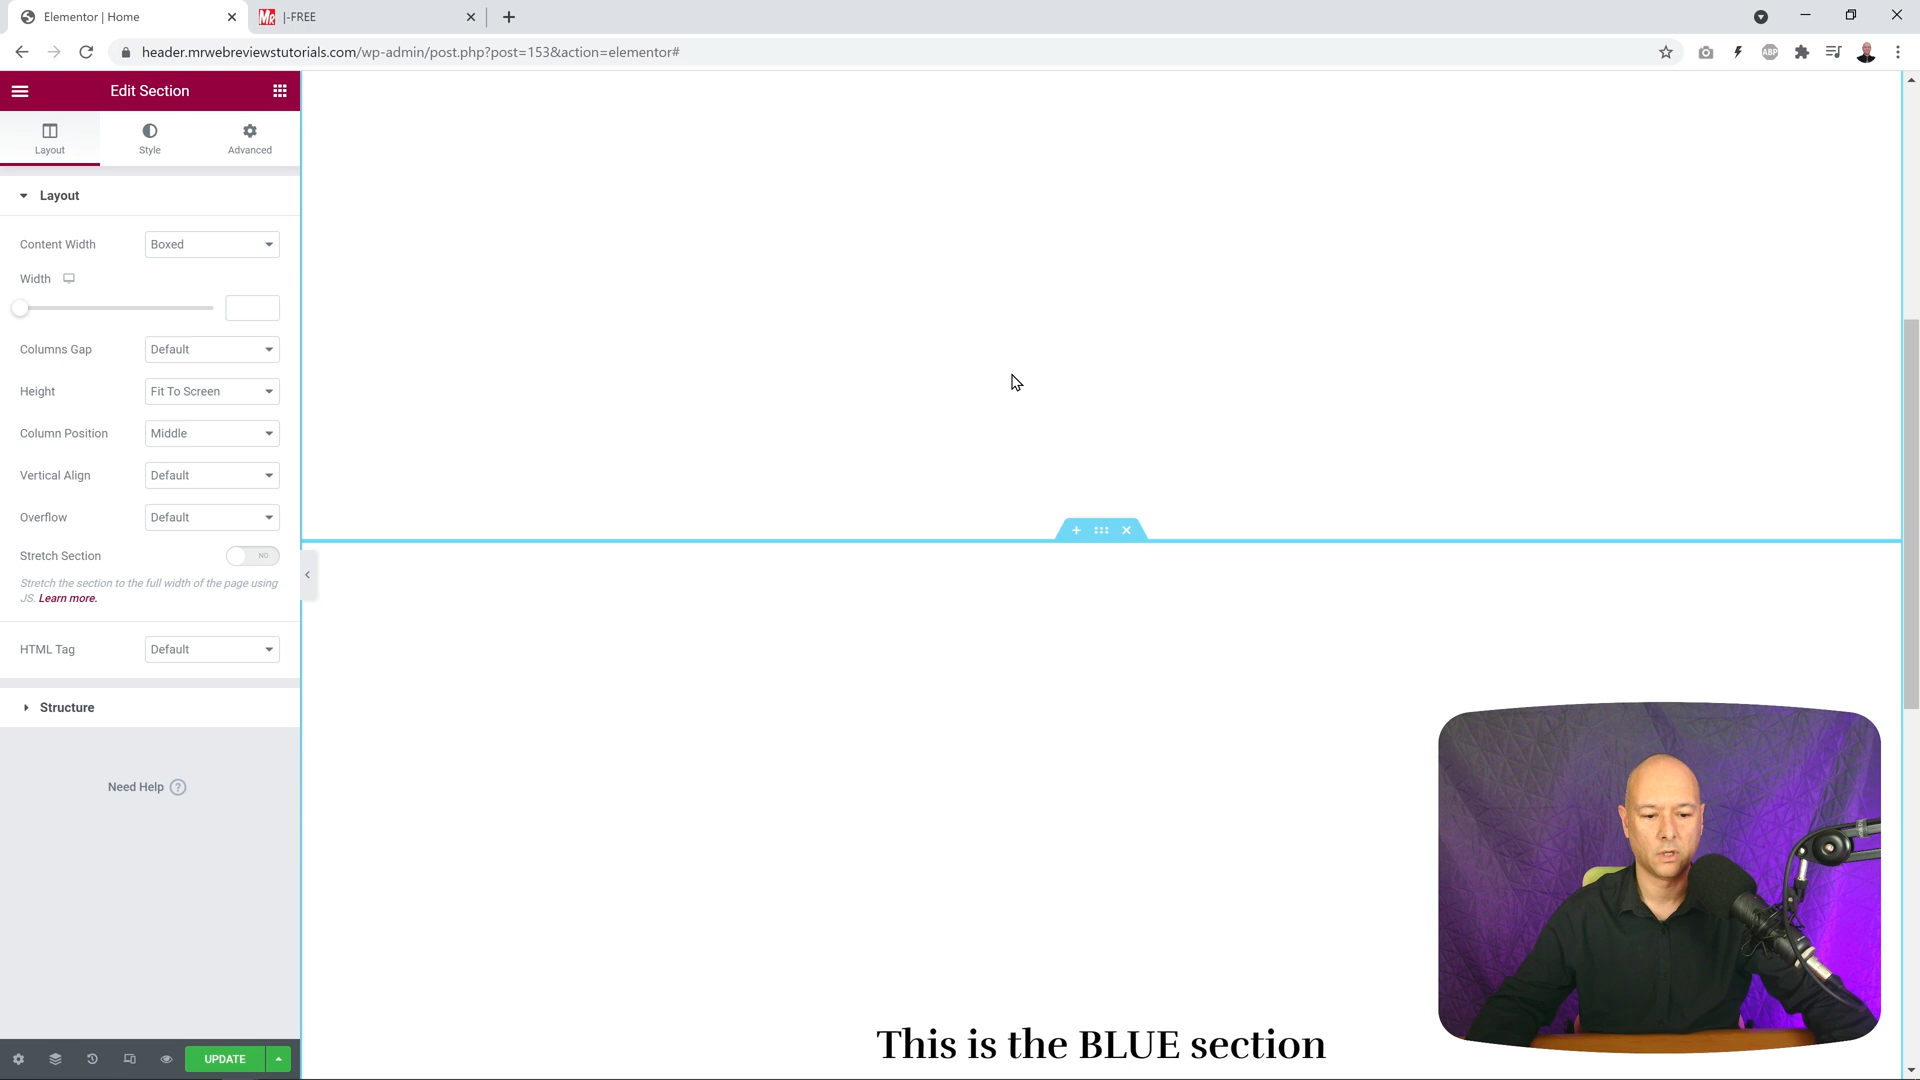 Elementor | Home
|-FREE
header.mrwebreviewstutorials.com/wp-admin/post.php?post=153&action=elementor#
ABP
Edit Section
Layout
Style
Advanced
Layout
Content Width
Boxed
Width
Columns Gap
Default
Height
Fit To Screen
Column Position
Middle
Vertical Align
Default
Overflow
Default
Stretch Section
NO
Stretch the section to the full width of the page using
JS. Learn more.
HTML Tag
Default
Structure
Need Help
This is the BLUE section
UPDATE